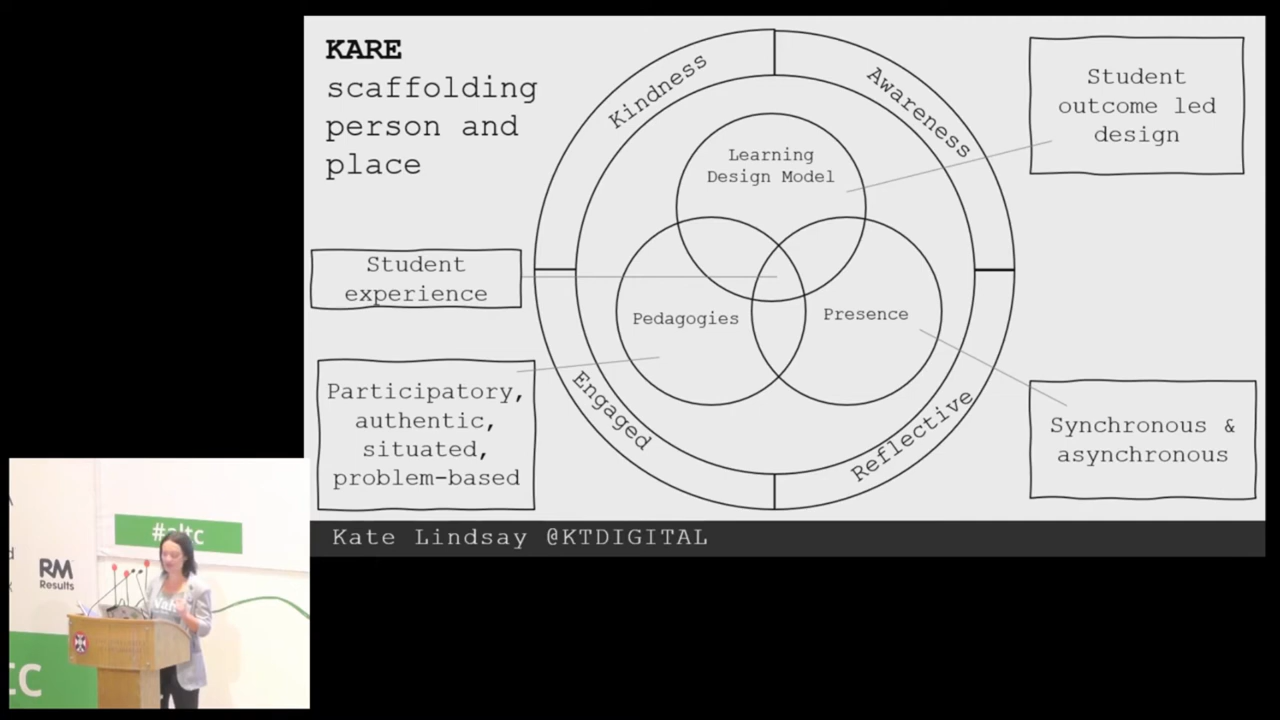 KARE
scaffolding
person and
place
Kindness
Awareness
Engaged
Reflective
Learning
Design Model
Pedagogies
Presence
Student
outcome led
design
Student
experience
Participatory,
authentic,
situated,
problem-based
Synchronous &
asynchronous
Kate Lindsay @KTDIGITAL
#altc
RM
Results
tc